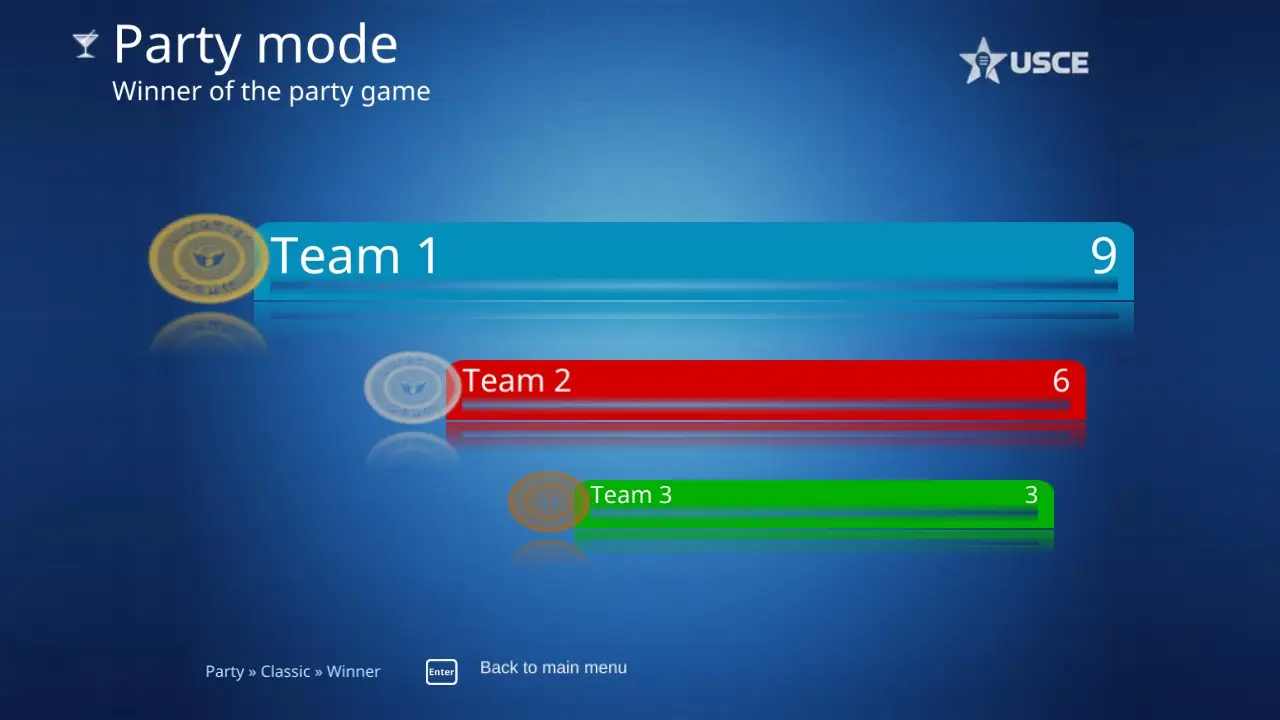 Party mode
Winner of the party game
USCE
Team 1 9
Team 2 6
Team 3 3
Party » Classic » Winner
Enter
Back to main menu